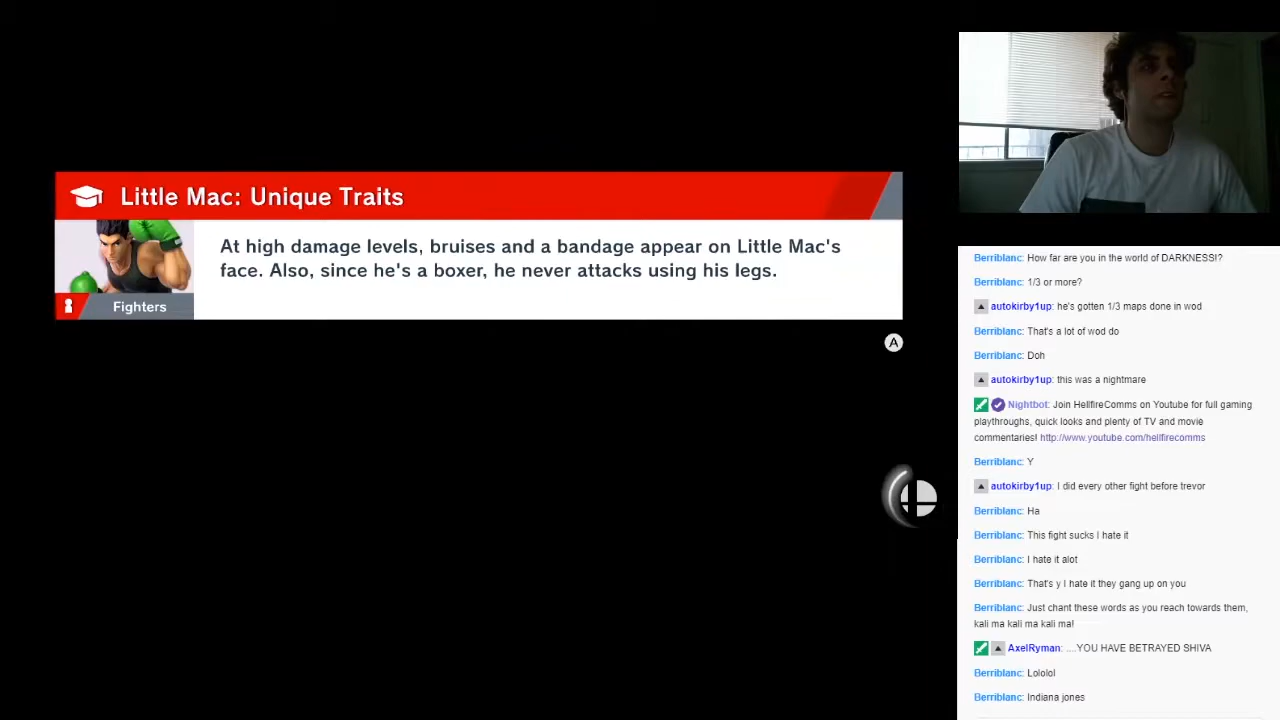 Little Mac: Unique Traits
At high damage levels, bruises and a bandage appear on Little Mac's
face. Also, since he's a boxer, he never attacks using his legs.
Fighters
A
Berriblanc: How far are you in the world of DARKNESS!?
Berriblanc: 1/3 or more?
autokirby1up: he's gotten 1/3 maps done in wod
Berriblanc: That's a lot of wod do
Berriblanc: Doh
autokirby1up: this was a nightmare
Nightbot: Join HellfireComms on Youtube for full gaming
playthroughs, quick looks and plenty of TV and movie
commentaries! http://www.youtube.com/hellfirecomms
Berriblanc: Y
autokirby1up: I did every other fight before trevor
Berriblanc: Ha
Berriblanc: This fight sucks I hate it
Berriblanc: I hate it alot
Berriblanc: That's y I hate it they gang up on you
Berriblanc: Just chant these words as you reach towards them,
kali ma kali ma kali ma!
AxelRyman: ....YOU HAVE BETRAYED SHIVA
Berriblanc: Lololol
Berriblanc: Indiana jones